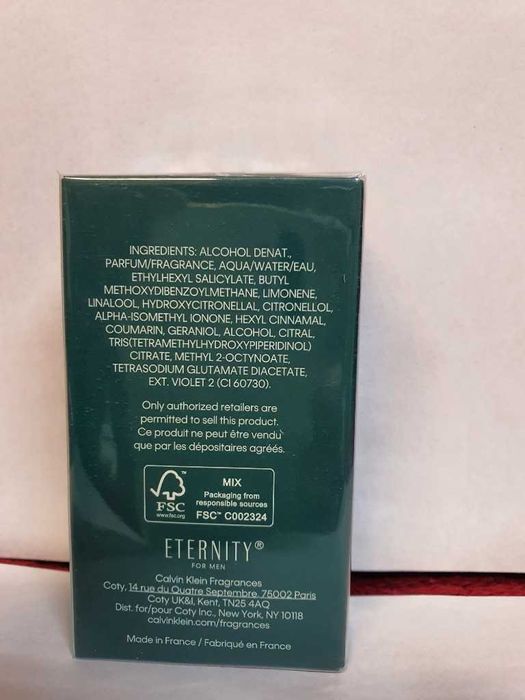 INGREDIENTS: ALCOHOL DENAT.,
PARFUM/FRAGRANCE, AQUA/WATER/EAU,
ETHYLHEXYL SALICYLATE, BUTYL
METHOXYDIBENZOYLMETHANE, LIMONENE,
LINALOOL, HYDROXYCITRONELLAL, CITRONELLOL,
ALPHA-ISOMETHYL IONONE, HEXYL CINNAMAL,
COUMARIN, GERANIOL, ALCOHOL, CITRAL,
TRIS(TETRAMETHYLHYDROXYPIPERIDINOL)
CITRATE, METHYL 2-OCTYNOATE,
TETRASODIUM GLUTAMATE DIACETATE,
EXT. VIOLET 2 (CI 60730).
Only authorized retailers are
permitted to sell this product.
Ce produit ne peut être vendu
que par les dépositaires agréés.
FSC™
www.fsc.org
MIX
Packaging from
responsible sources
FSC™ C002324
ETERNITY®
FOR MEN
Calvin Klein Fragrances
Coty, 14 rue du Quatre Septembre 75002 Paris
Coty UK&I, Kent, TN25 4AQ
Dist. for/pour Coty Inc., New York, NY 10118
calvinklein.com/fragrances
Made in France / Fabriqué en France